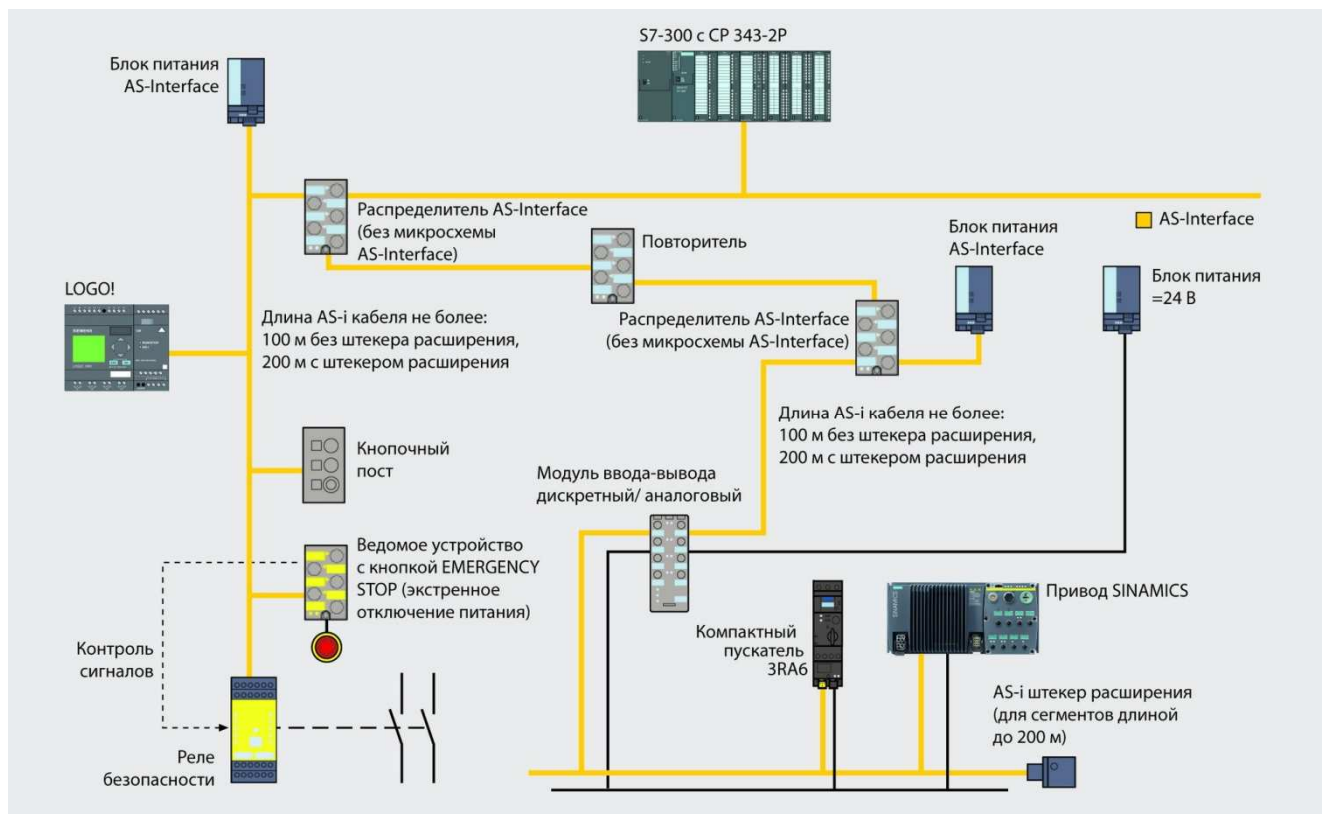 S7-300 с CP 343-2P
Блок питания
AS-Interface
Распределитель AS-Interface
(без микросхемы
AS-Interface)
Повторитель
Блок питания
AS-Interface
AS-Interface
Блок питания
=24 В
LOGO!
Длина AS-i кабеля не более:
100 м без штекера расширения,
200 м с штекером расширения
Распределитель AS-Interface
(без микросхемы AS-Interface)
Длина AS-i кабеля не более:
100 м без штекера расширения,
200 м с штекером расширения
Кнопочный
пост
Модуль ввода-вывода
дискретный/ аналоговый
Ведомое устройство
с кнопкой EMERGENCY
STOP (экстренное
отключение питания)
Привод SINAMICS
SINAMICS
Компактный
пускатель
3RA6
Контроль
сигналов
AS-i штекер расширения
(для сегментов длиной
до 200 м)
Реле
безопасности